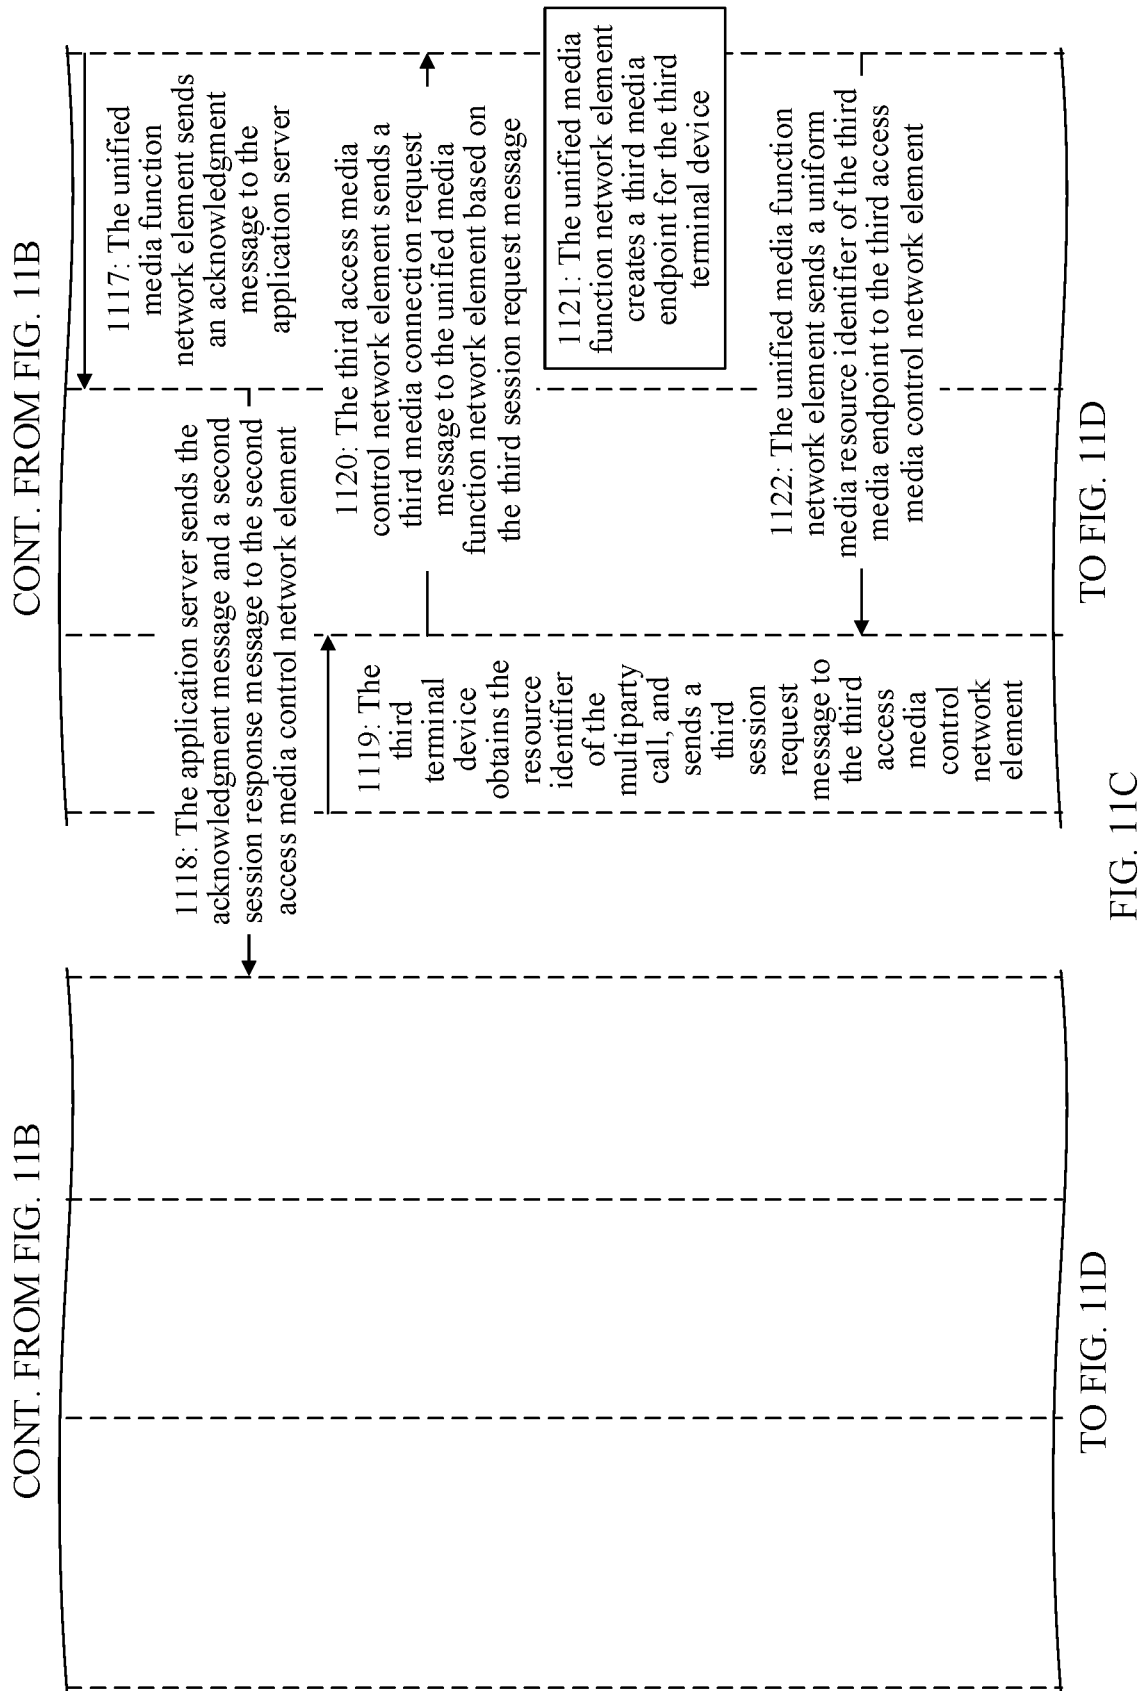 CONT. FROM FIG. 11B
CONT. FROM FIG. 11B
1117: The unified
media function
network element sends
an acknowledgment
message to the
application server
1118: The application server sends the
acknowledgment message and a second
session response message to the second
access media control network element
1119: The
third
terminal
device
obtains the
resource
identifier
of the
multiparty
call, and
sends a
third
session
request
message to
the third
access
media
control
network
element
1120: The third access media
control network element sends a
third media connection request
message to the unified media
function network element based on
the third session request message
1121: The unified media
function network element
creates a third media
endpoint for the third
terminal device
1122: The unified media function
network element sends a uniform
media resource identifier of the third
media endpoint to the third access
media control network element
TO FIG. 11D
TO FIG. 11D
FIG. 11C